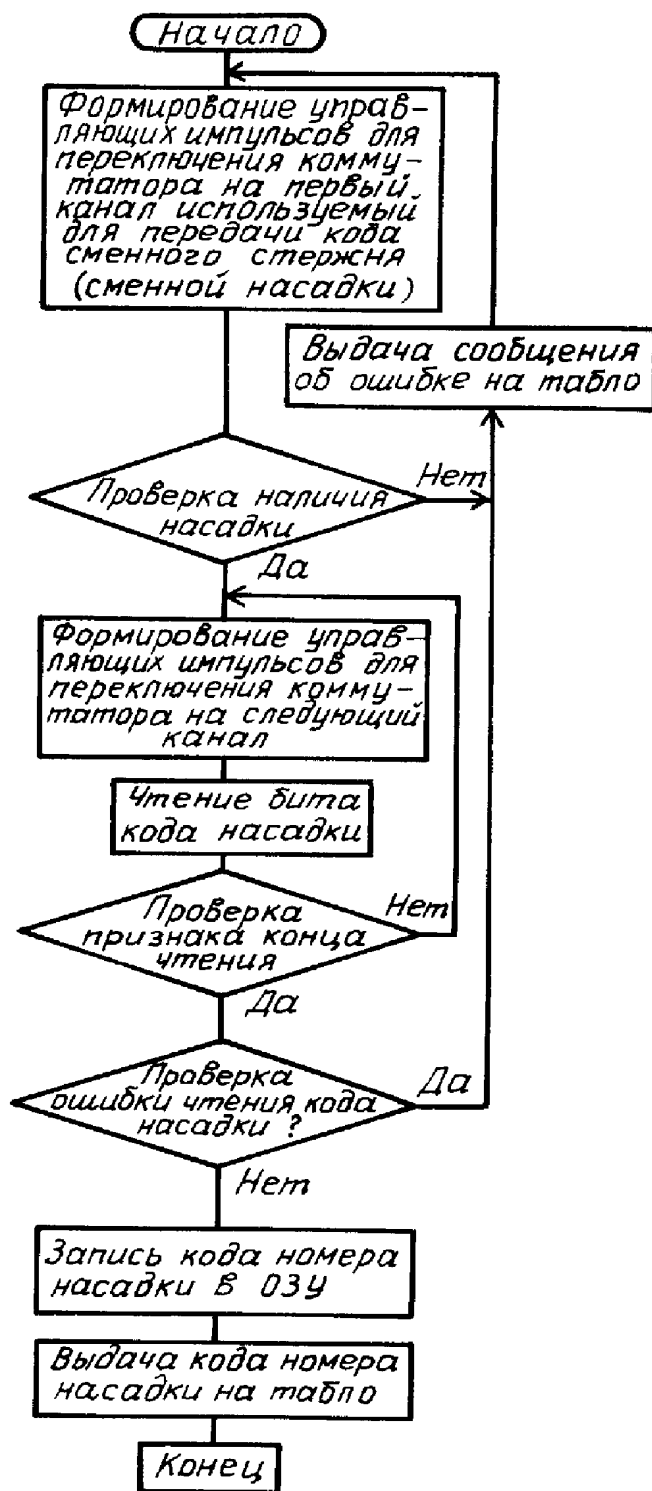 Начало
Формирование управ-
ляющих импульсов для
переключения комму-
татора на первый
канал используемый
для передачи кода
сменного стержня
(сменной насадки)
Выдача сообщения
об ошибке на табло
Проверка наличия
насадки
Нет
Да
Формирование управ-
ляющих импульсов для
переключения комму-
татора на следующий
канал
Чтение бита
кода насадки
Проверка
признака конца
чтения
Нет
Да
Проверка
ошибки чтения кода
насадки ?
Да
Нет
Запись кода номера
насадки в ОЗУ
Выдача кода номера
насадки на табло
Конец